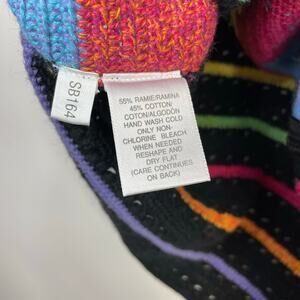 SB164
55% RAMIE/RAMINA
45% COTTON/
COTON/ALGODÓN
HAND WASH COLD
ONLY NON-
CHLORINE BLEACH
WHEN NEEDED
RESHAPE AND
DRY FLAT
(CARE CONTINUES
ON BACK)